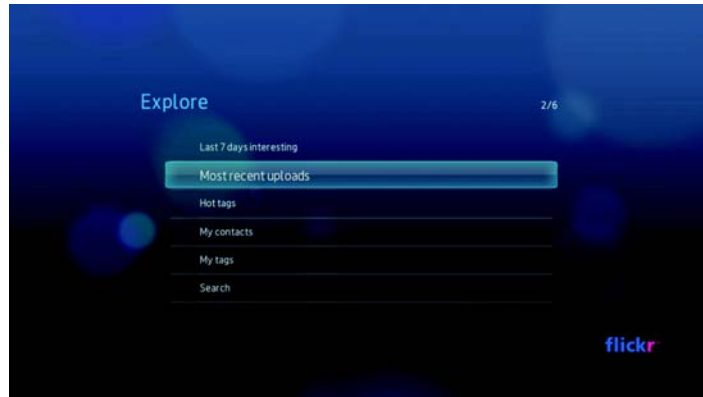 Explore
2/6
Last 7 days interesting
Most recent uploads
Hot tags
My contacts
My tags
Search
flickr